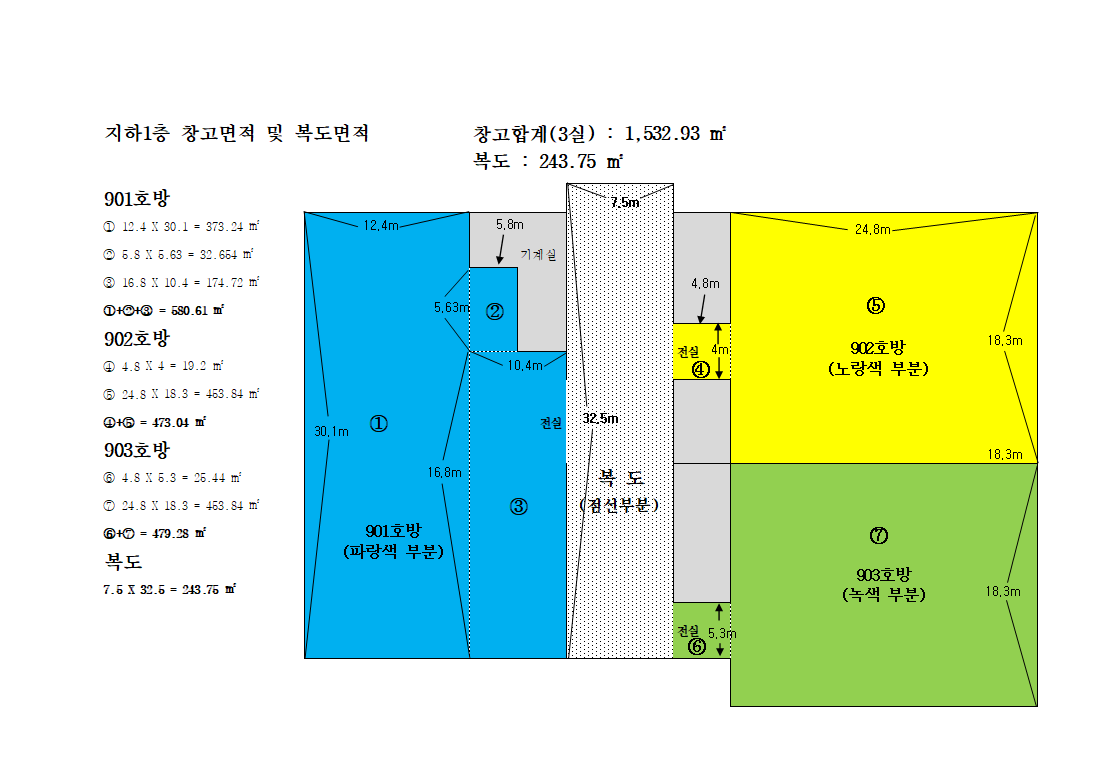 지하1층 창고면적 및 복도면적
창고합계(3실) : 1,532.93 ㎡
복도 : 243.75 ㎡
901호방
① 12.4 X 30.1 = 373.24 ㎡
② 5.8 X 5.63 = 32.654 ㎡
③ 16.8 X 10.4 = 174.72 ㎡
①+②+③ = 580.61 ㎡
902호방
④ 4.8 X 4 = 19.2 ㎡
⑤ 24.8 X 18.3 = 453.84 ㎡
④+⑤ = 473.04 ㎡
903호방
⑥ 4.8 X 5.3 = 25.44 ㎡
⑦ 24.8 X 18.3 = 453.84 ㎡
⑥+⑦ = 479.28 ㎡
복도
7.5 X 32.5 = 243.75 ㎡
12,4m
30,1m
①
901호방
(파랑색 부분)
5,8m
기계실
5,63m
②
10,4m
전실
16,8m
③
7.5m
32.5m
복 도
(점선부분)
4,8m
전실
4m
④
전실
5,3m
⑥
24,8m
⑤
18,3m
902호방
(노랑색 부분)
18,3m
⑦
903호방
(녹색 부분)
18,3m